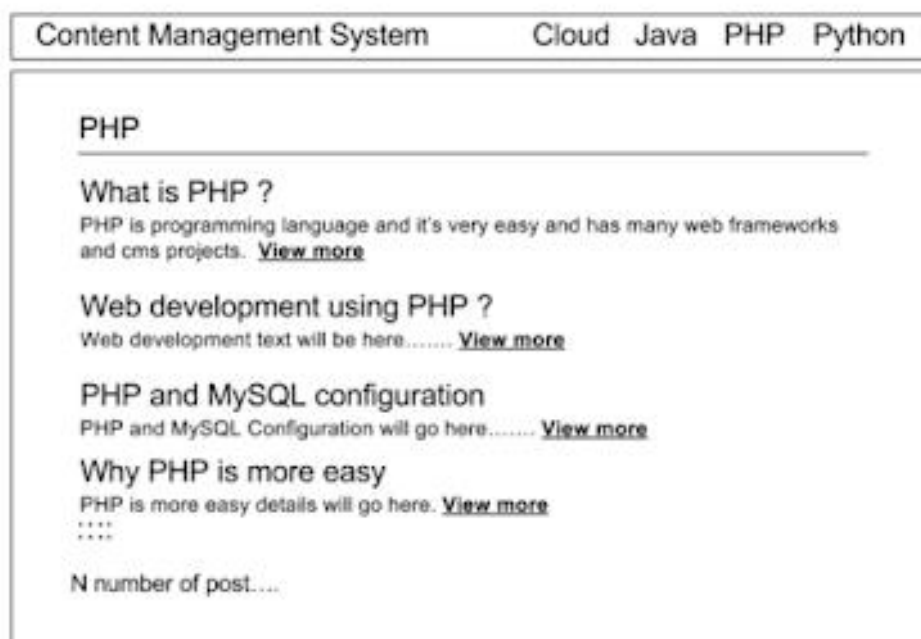 Content Management System Cloud Java PHP Python
PHP
What is PHP ?
PHP is programming language and it's very easy and has many web frameworks
and cms projects. View more
Web development using PHP ?
Web development text will be here....... View more
PHP and MySQL configuration
PHP and MySQL Configuration will go here....... View more
Why PHP is more easy
PHP is more easy details will go here. View more
::::
N number of post....